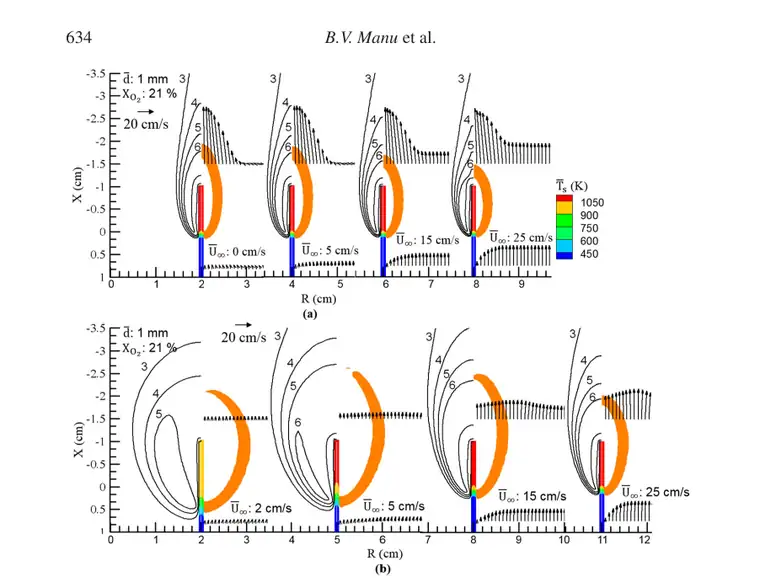 634
B.V. Manu et al.
-3.5
-3
-2.5
-2
-1.5
-1
-0.5
0
0.5
1
X (cm)
d̅: 1 mm
X_O₂: 21 %
20 cm/s
3 3 3 3
4 4 4 4
5 5 5 5
6 6 6 6
U̅∞: 0 cm/s
U̅∞: 5 cm/s
U̅∞: 15 cm/s
U̅∞: 25 cm/s
T̅s (K)
1050
900
750
600
450
0 1 2 3 4 5 6 7 8 9
R (cm)
(a)
-3.5
-3
-2.5
-2
-1.5
-1
-0.5
0
0.5
1
X (cm)
d̅: 1 mm
X_O₂: 21 %
20 cm/s
3 3 3 3
4 4 4 4
5 5 5 5
6 6 6
U̅∞: 2 cm/s
U̅∞: 5 cm/s
U̅∞: 15 cm/s
U̅∞: 25 cm/s
0 1 2 3 4 5 6 7 8 9 10 11 12
R (cm)
(b)